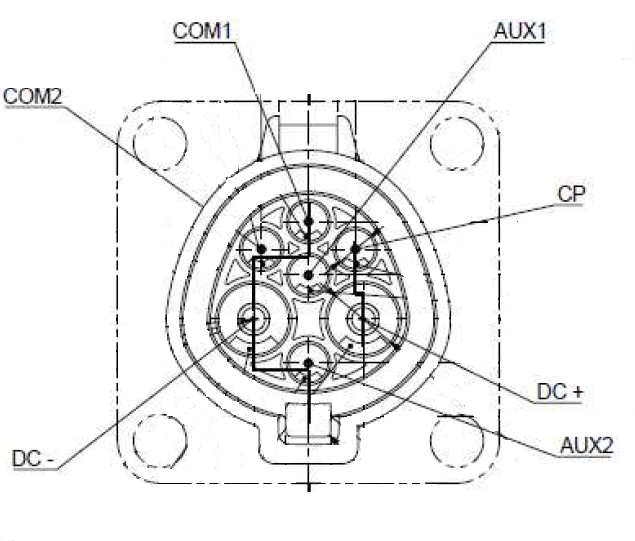 COM1
AUX1
COM2
CP
DC +
AUX2
DC -